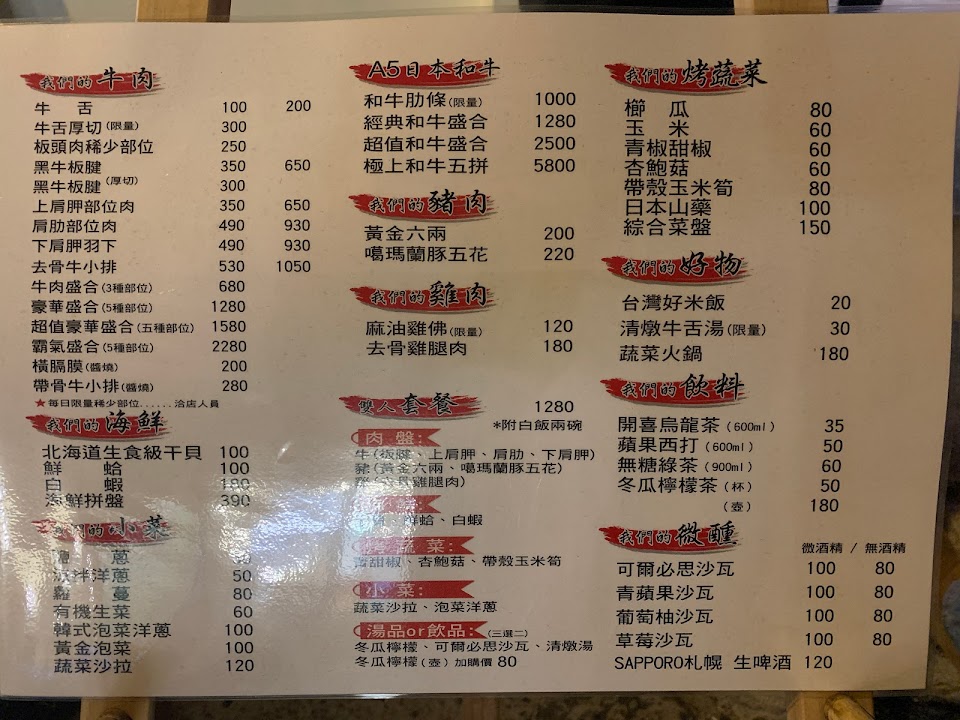 我們的牛肉
牛 舌 100 200
牛舌厚切(限量) 300
板頭肉稀少部位 250
黑牛板腱 350 650
黑牛板腱(厚切) 300
上肩胛部位肉 350 650
肩肋部位肉 490 930
下肩胛羽下 490 930
去骨牛小排 530 1050
牛肉盛合(3種部位) 680
豪華盛合(5種部位) 1280
超值豪華盛合(五種部位) 1580
霸氣盛合(5種部位) 2280
橫膈膜(醬燒) 200
帶骨牛小排(醬燒) 280
★每日限量稀少部位......洽店人員
我們的海鮮
北海道生食級干貝 100
鮮 蛤 100
白 蝦 180
海鮮拼盤 390
我們的小菜
蔥
洋蔥 50
蘿 蔓 80
有機生菜 60
韓式泡菜洋蔥 100
黃金泡菜 100
蔬菜沙拉 120
A5日本和牛
和牛肋條(限量) 1000
經典和牛盛合 1280
超值和牛盛合 2500
極上和牛五拼 5800
我們的豬肉
黃金六兩 200
噶瑪蘭豚五花 220
我們的雞肉
麻油雞佛(限量) 120
去骨雞腿肉 180
雙人套餐 1280
*附白飯兩碗
肉盤:
牛(板腱、上肩胛、肩肋、下肩胛)
豬(黃金六兩、噶瑪蘭豚五花)
雞腿肉)
鮮蛤、白蝦
蔬菜:
甜椒、杏鮑菇、帶殼玉米筍
小菜:
蔬菜沙拉、泡菜洋蔥
湯品or飲品:(三選二)
冬瓜檸檬、可爾必思沙瓦、清燉湯
冬瓜檸檬(壺)加購價80
我們的烤蔬菜
櫛 瓜 80
玉 米 60
青椒甜椒 60
杏鮑菇 60
帶殼玉米筍 80
日本山藥 100
綜合菜盤 150
我們的好物
台灣好米飯 20
清燉牛舌湯(限量) 30
蔬菜火鍋 180
我們的飲料
開喜烏龍茶(600ml) 35
蘋果西打(600ml) 50
無糖綠茶(900ml) 60
冬瓜檸檬茶(杯) 50
(壺) 180
我們的微醺
微酒精 / 無酒精
可爾必思沙瓦 100 80
青蘋果沙瓦 100 80
葡萄柚沙瓦 100 80
草莓沙瓦 100 80
SAPPORO札幌 生啤酒 120